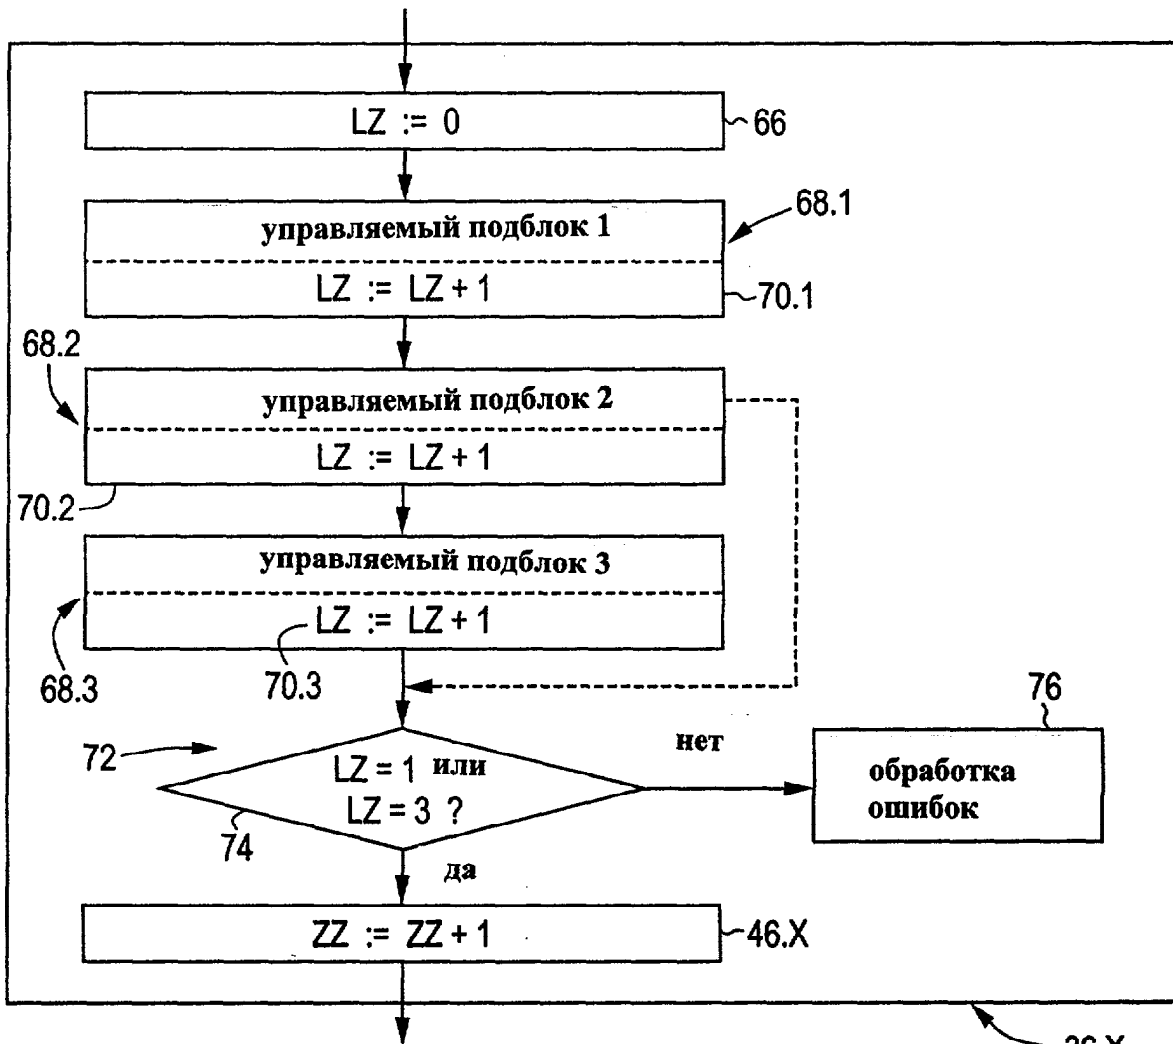 LZ := 0
66
управляемый подблок 1
68.1
LZ := LZ + 1
70.1
68.2
управляемый подблок 2
LZ := LZ + 1
70.2
управляемый подблок 3
LZ := LZ + 1
68.3
70.3
76
72
нет
LZ = 1 или
LZ = 3 ?
обработка
ошибок
74
да
ZZ := ZZ + 1
46.X